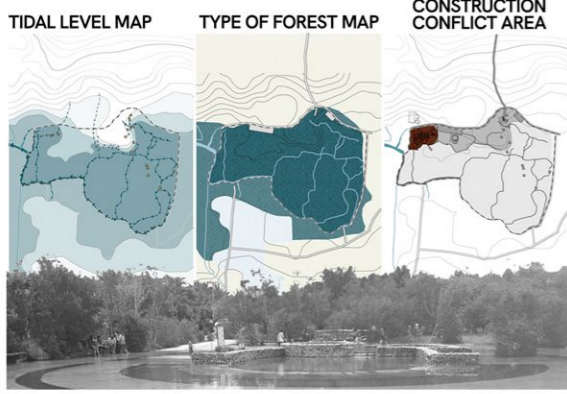 TIDAL LEVEL MAP
TYPE OF FOREST MAP
CONSTRUCTION
CONFLICT AREA